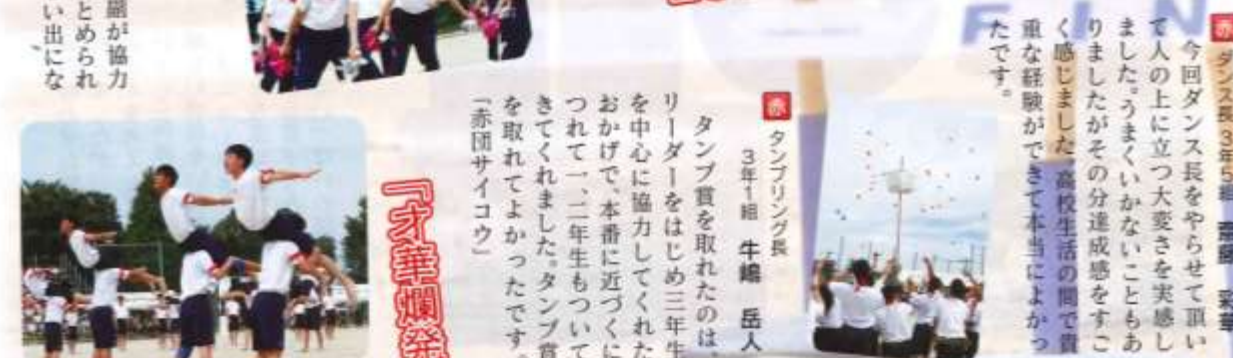 赤 ダンス長 3年5組
今回ダンス長をやらせて頂い
て人の上に立つ大変さを実感し
ました。うまくいかないこともあ
りましたがその分達成感をすご
く感じました。高校生活の間で貴
重な経験ができて本当によかっ
たです。
FIN
赤 タンブリング長
3年1組 牛嶋 岳人
タンブ賞を取れたのは、
リーダーをはじめ三年生
を中心に協力してくれた
おかげで、本番に近づくに
つれて一、二年生もついて
きてくれました。タンブ賞
を取れてよかったです。
「赤団サイコウ」
『才華爛発
副が協力
とめられ
い出にな